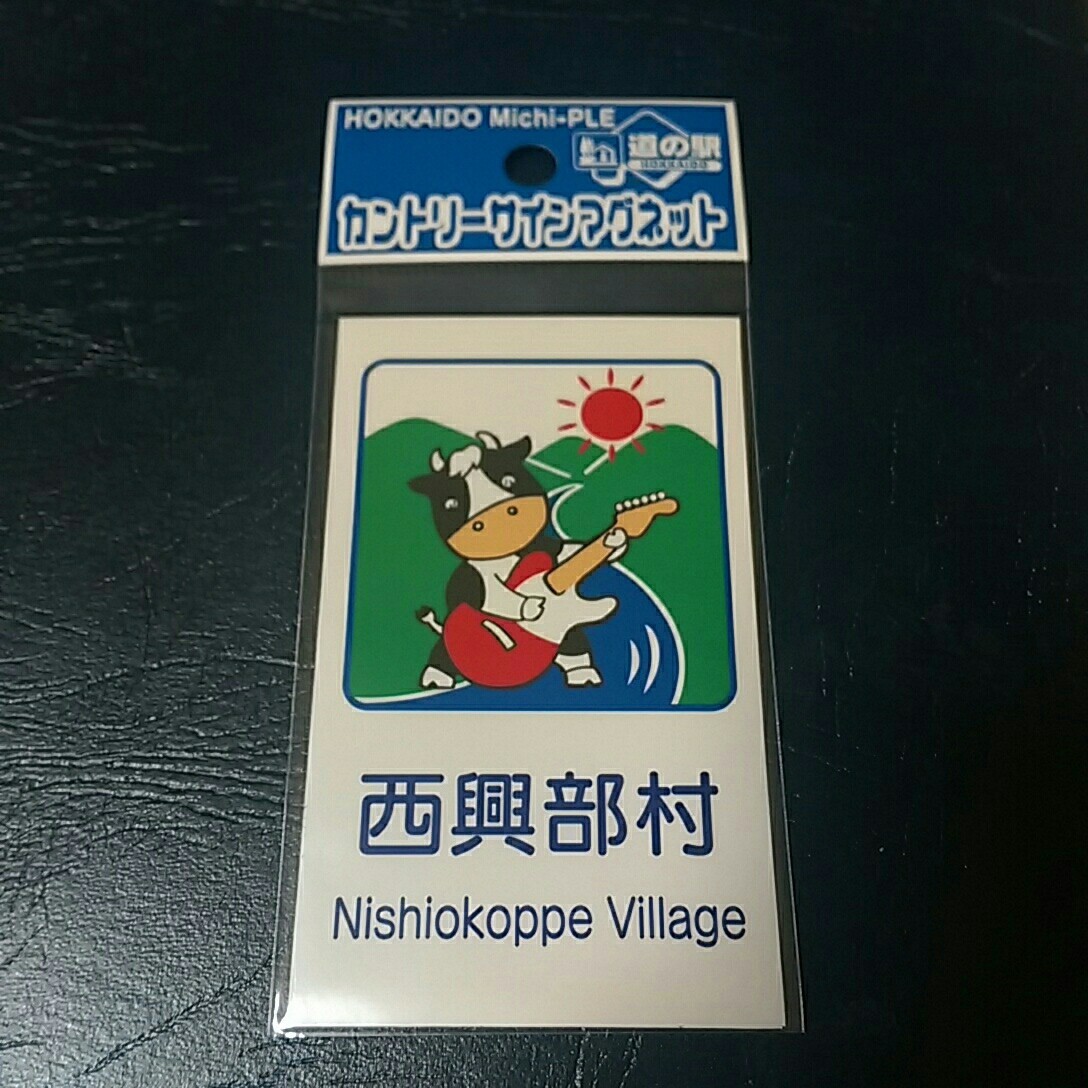 HOKKAIDO Michi-PLE
道の駅
HOKKAIDO
カントリーサインマグネット
西興部村
Nishiokoppe Village